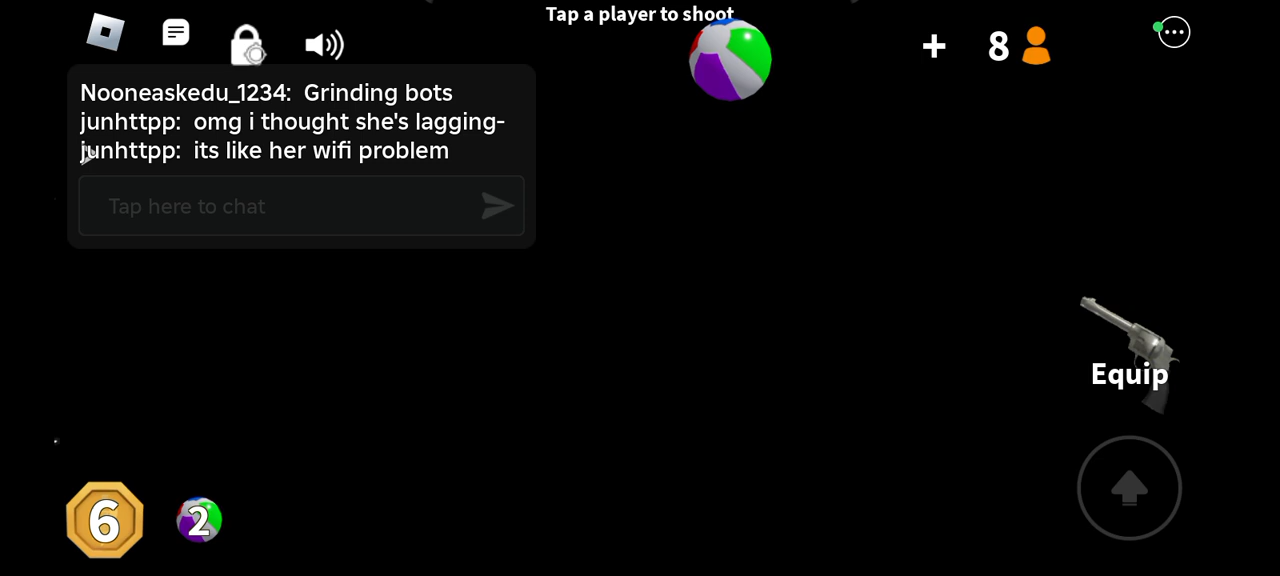 Tap a player to shoot
+ 8
Nooneaskedu_1234: Grinding bots
junhttpp: omg i thought she's lagging-
junhttpp: its like her wifi problem
Tap here to chat
Equip
6
2